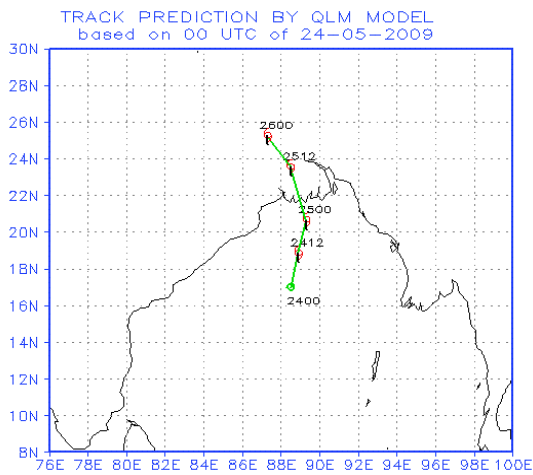 TRACK PREDICTION BY QLM MODEL
based on 00 UTC of 24-05-2009
30N
28N
26N
24N
22N
20N
18N
16N
14N
12N
10N
8N
2600
2512
2500
2412
2400
76E 78E 80E 82E 84E 86E 88E 90E 92E 94E 96E 98E 100E